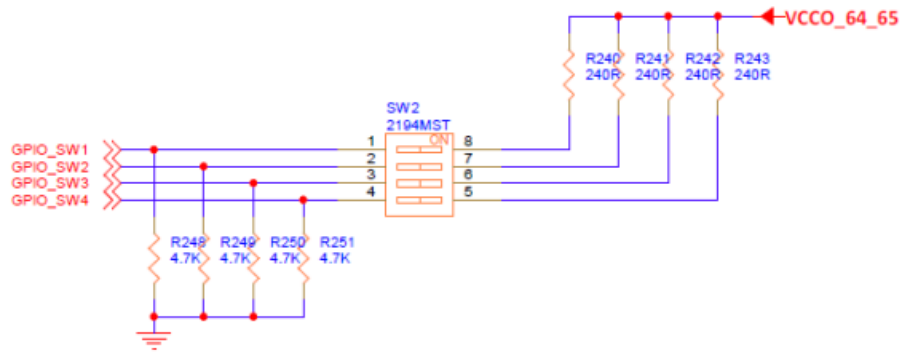 VCCO_64_65
R240 R241 R242 R243
240R 240R 240R 240R
SW2
2194MST
ON
1 8
GPIO_SW1
2 7
GPIO_SW2
3 6
GPIO_SW3
4 5
GPIO_SW4
R248 R249 R250 R251
4.7K 4.7K 4.7K 4.7K